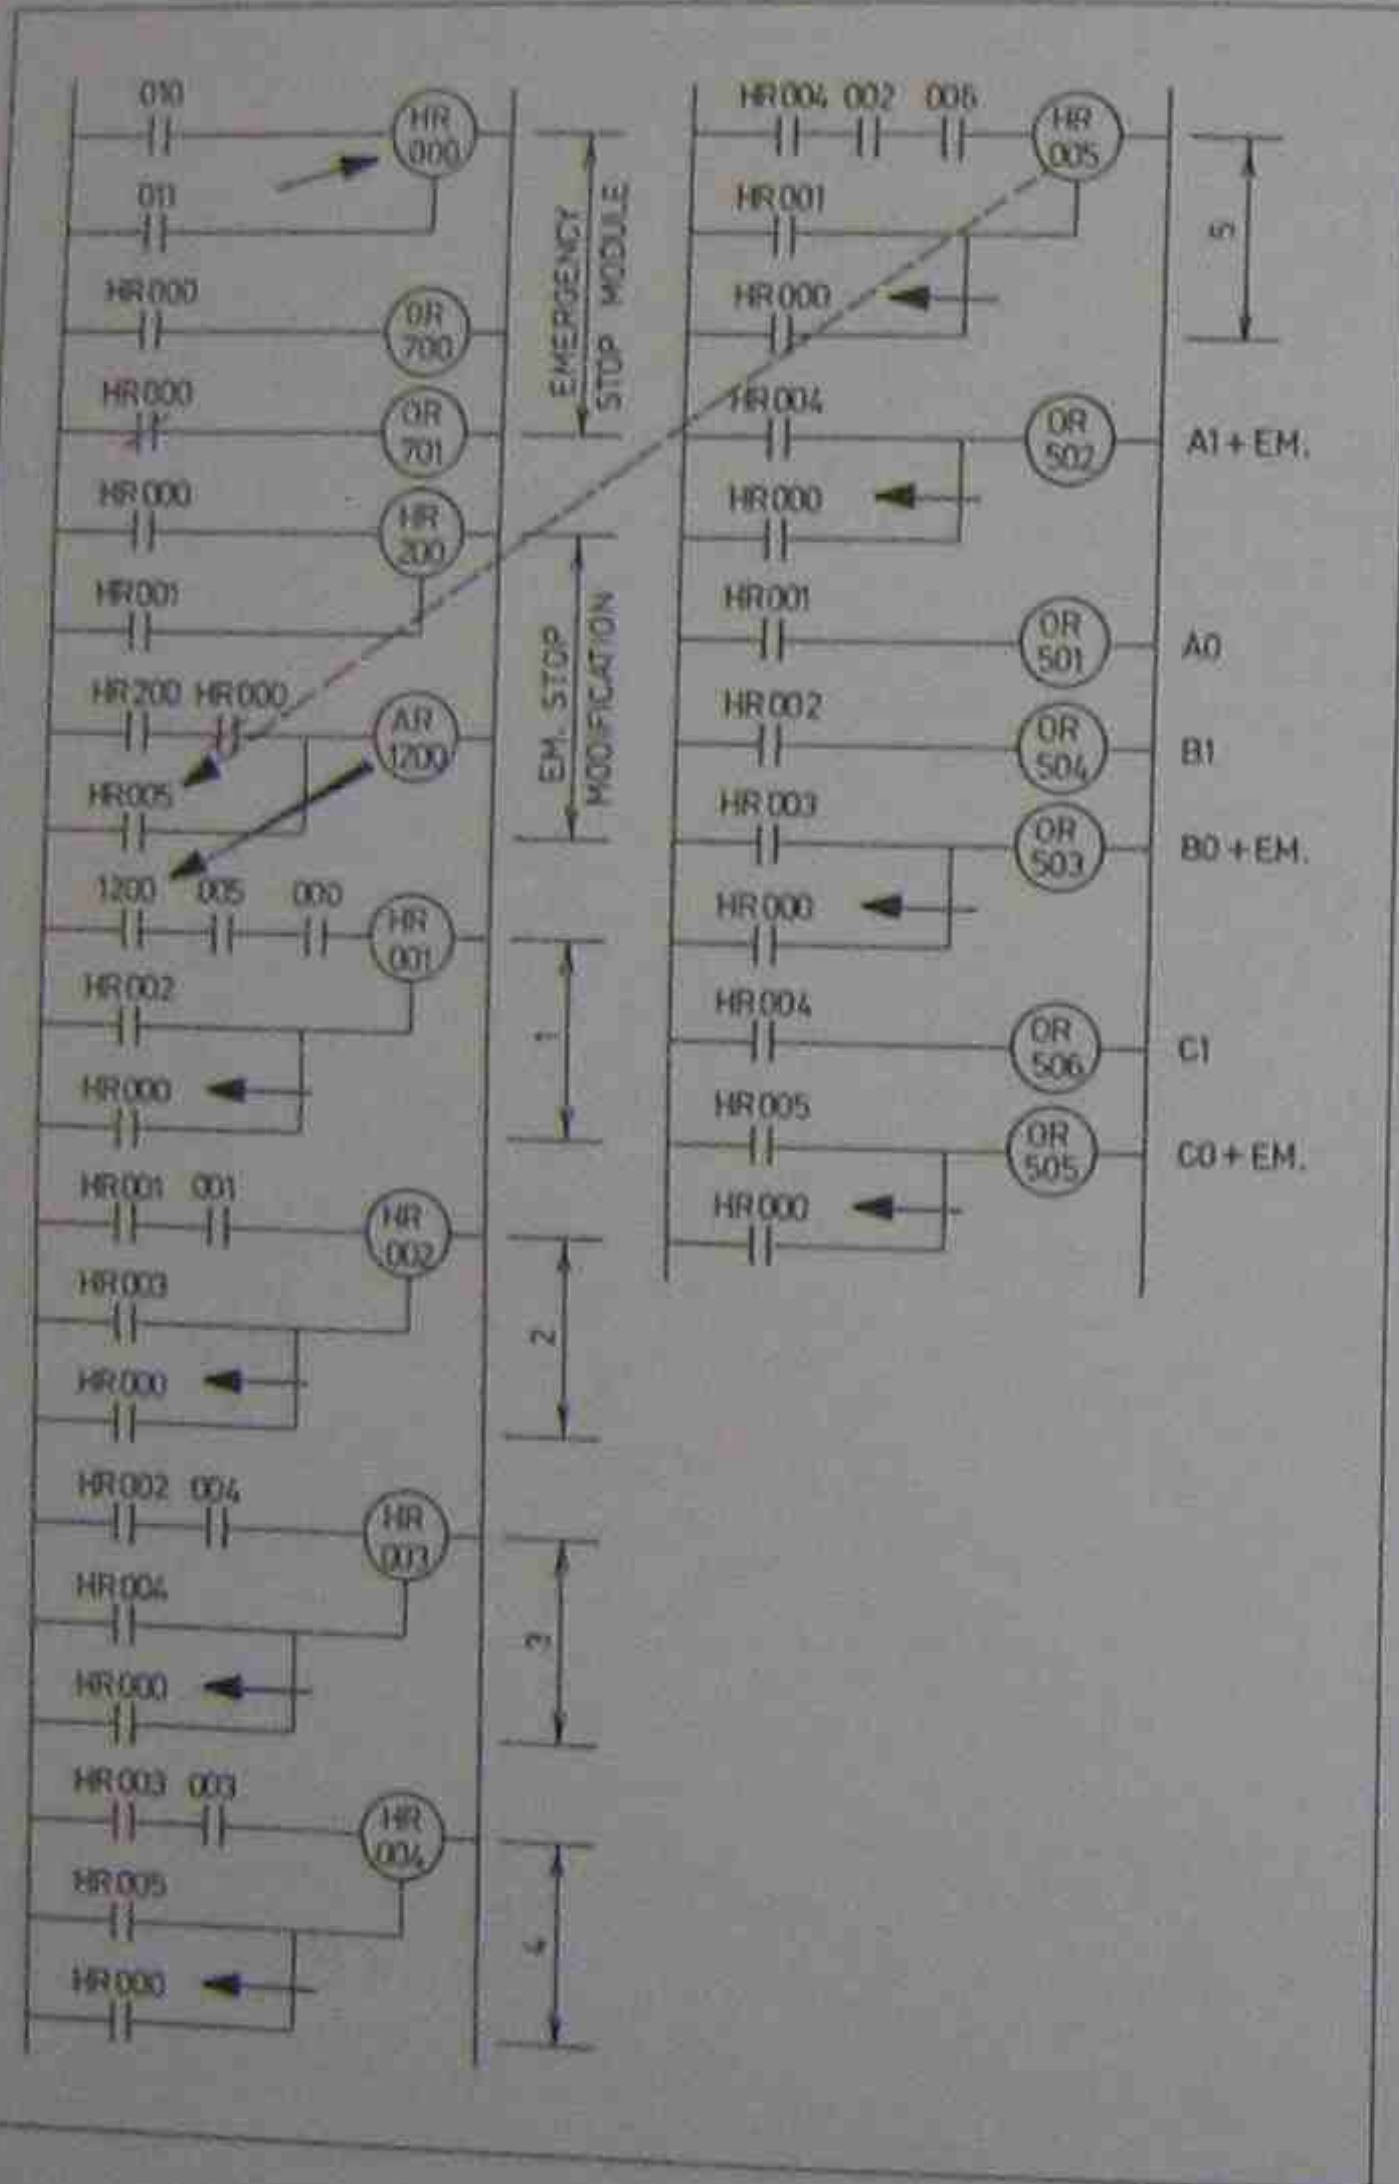 010
HR 000
011
HR000
OR 700
HR000
OR 701
EMERGENCY STOP MODULE
HR000
HR 200
HR001
HR200 HR000
AR 1200
HR005
EM. STOP MODIFICATION
1200 005 000
HR 001
HR002
HR000
1
HR001 001
HR 002
HR003
HR000
2
HR002 004
HR 003
HR004
HR000
3
HR003 003
HR 004
HR005
HR000
4
HR004 002 006
HR 005
HR001
HR000
5
HR004
OR 502
A1 + EM.
HR000
HR001
OR 501
A0
HR002
OR 504
B1
HR003
OR 503
B0 + EM.
HR000
HR004
OR 506
C1
HR005
OR 505
C0 + EM.
HR000